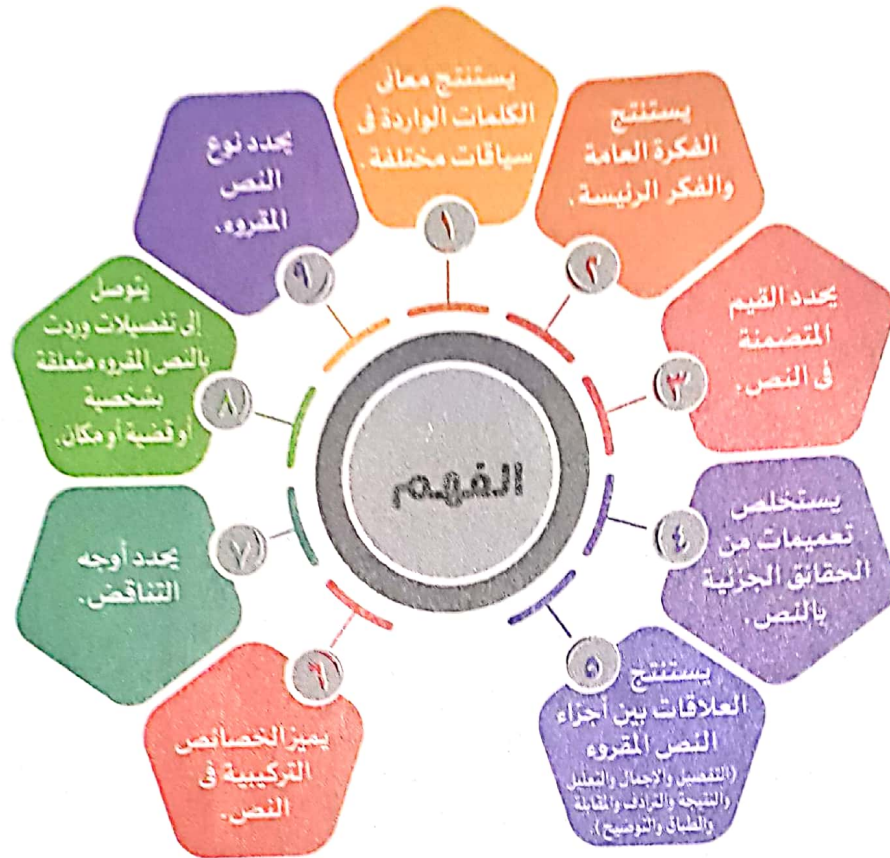 الفهم
١
يستنتج معانى
الكلمات الواردة فى
سياقات مختلفة.
٢
يستنتج
الفكرة العامة
والفكر الرئيسة.
٣
يحدد القيم
المتضمنة
فى النص.
٤
يستخلص
تعميمات من
الحقائق الجزئية
بالنص.
٥
يستنتج
العلاقات بين أجزاء
النص المقروء
(التفصيل والإجمال والتعليل
والنتيجة والترادف والمقابلة
والطباق والتوضيح).
٦
يميز الخصائص
التركيبية فى
النص.
٧
يحدد أوجه
التناقض.
٨
يتوصل
إلى تفصيلات وردت
بالنص المقروء متعلقة
بشخصية
أو قضية أو مكان.
٩
يحدد نوع
النص
المقروء.